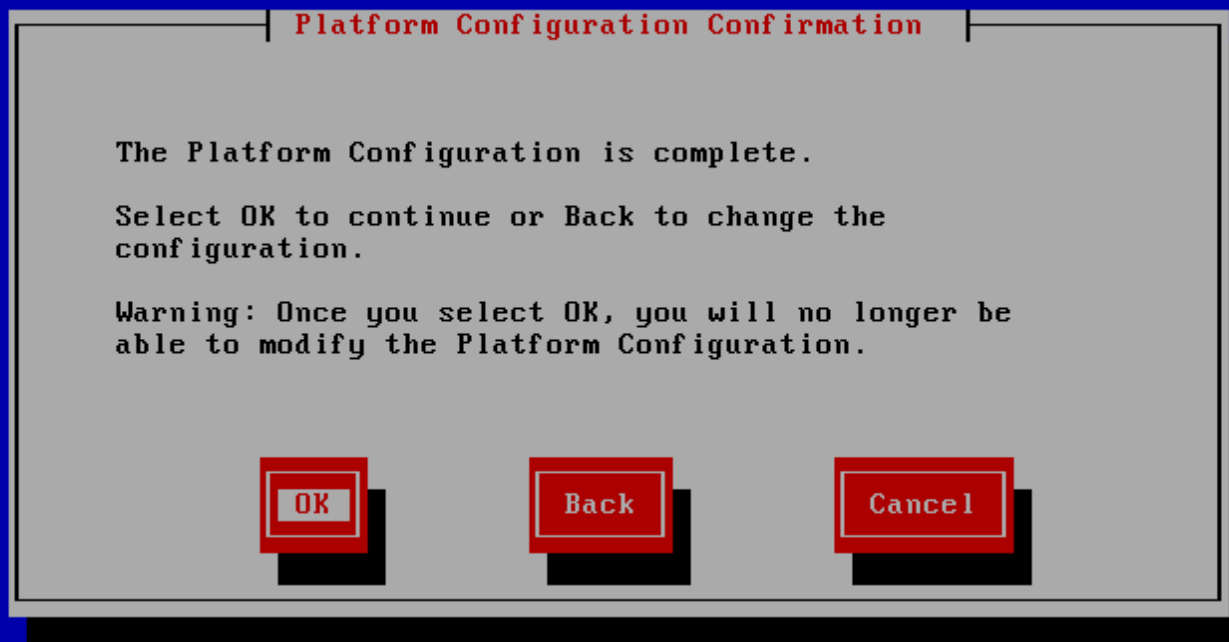 Platform Configuration Confirmation
The Platform Configuration is complete.
Select OK to continue or Back to change the
configuration.
Warning: Once you select OK, you will no longer be
able to modify the Platform Configuration.
OK
Back
Cancel